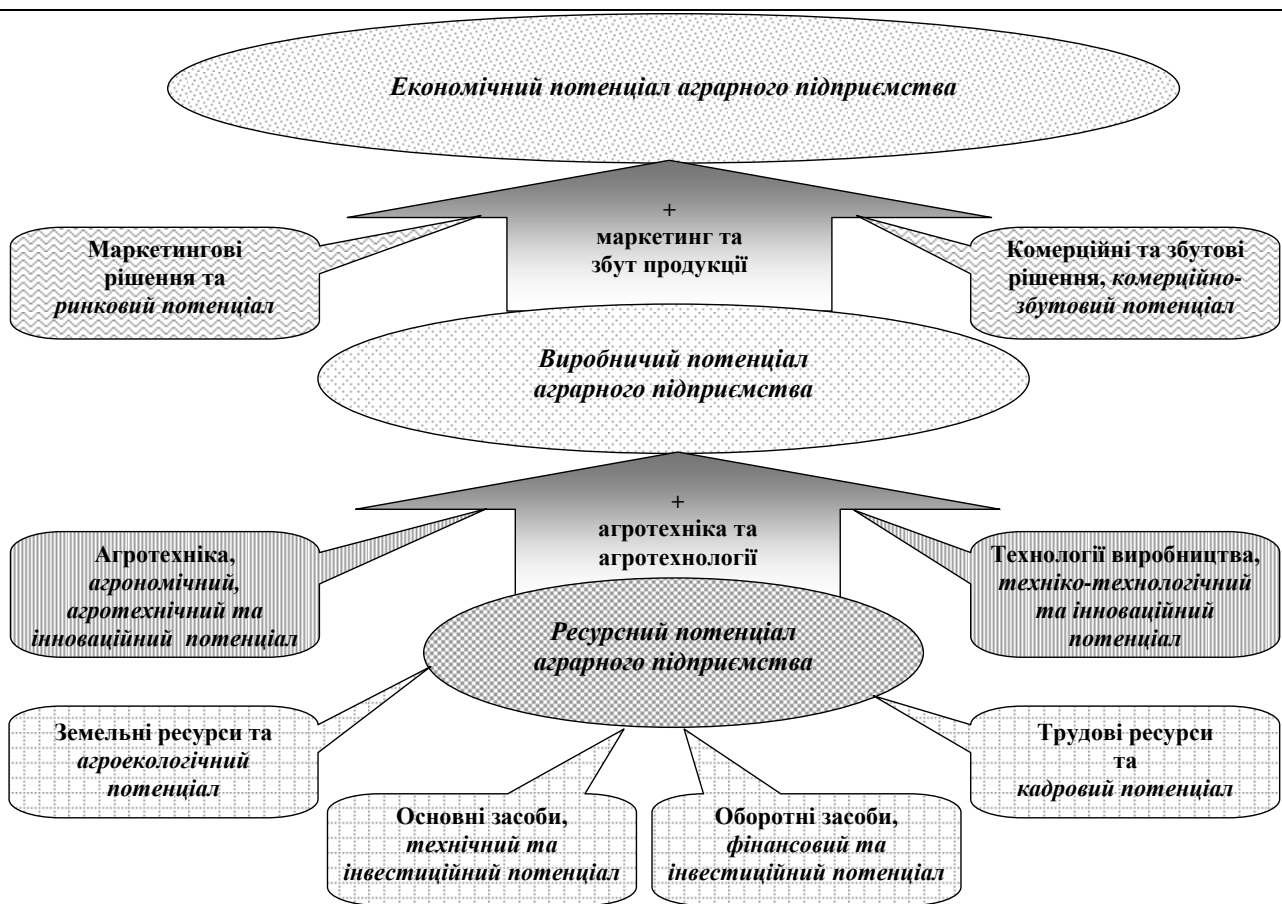 Економічний потенціал аграрного підприємства
+
маркетинг та
збут продукції
Маркетингові
рішення та
ринковий потенціал
Комерційні та збутові
рішення, комерційно-
збутовий потенціал
Виробничий потенціал
аграрного підприємства
+
агротехніка та
агротехнології
Агротехніка,
агрономічний,
агротехнічний та
інноваційний потенціал
Технології виробництва,
техніко-технологічний
та інноваційний
потенціал
Ресурсний потенціал
аграрного підприємства
Земельні ресурси та
агроекологічний
потенціал
Трудові ресурси
та
кадровий потенціал
Основні засоби,
технічний та
інвестиційний потенціал
Оборотні засоби,
фінансовий та
інвестиційний потенціал